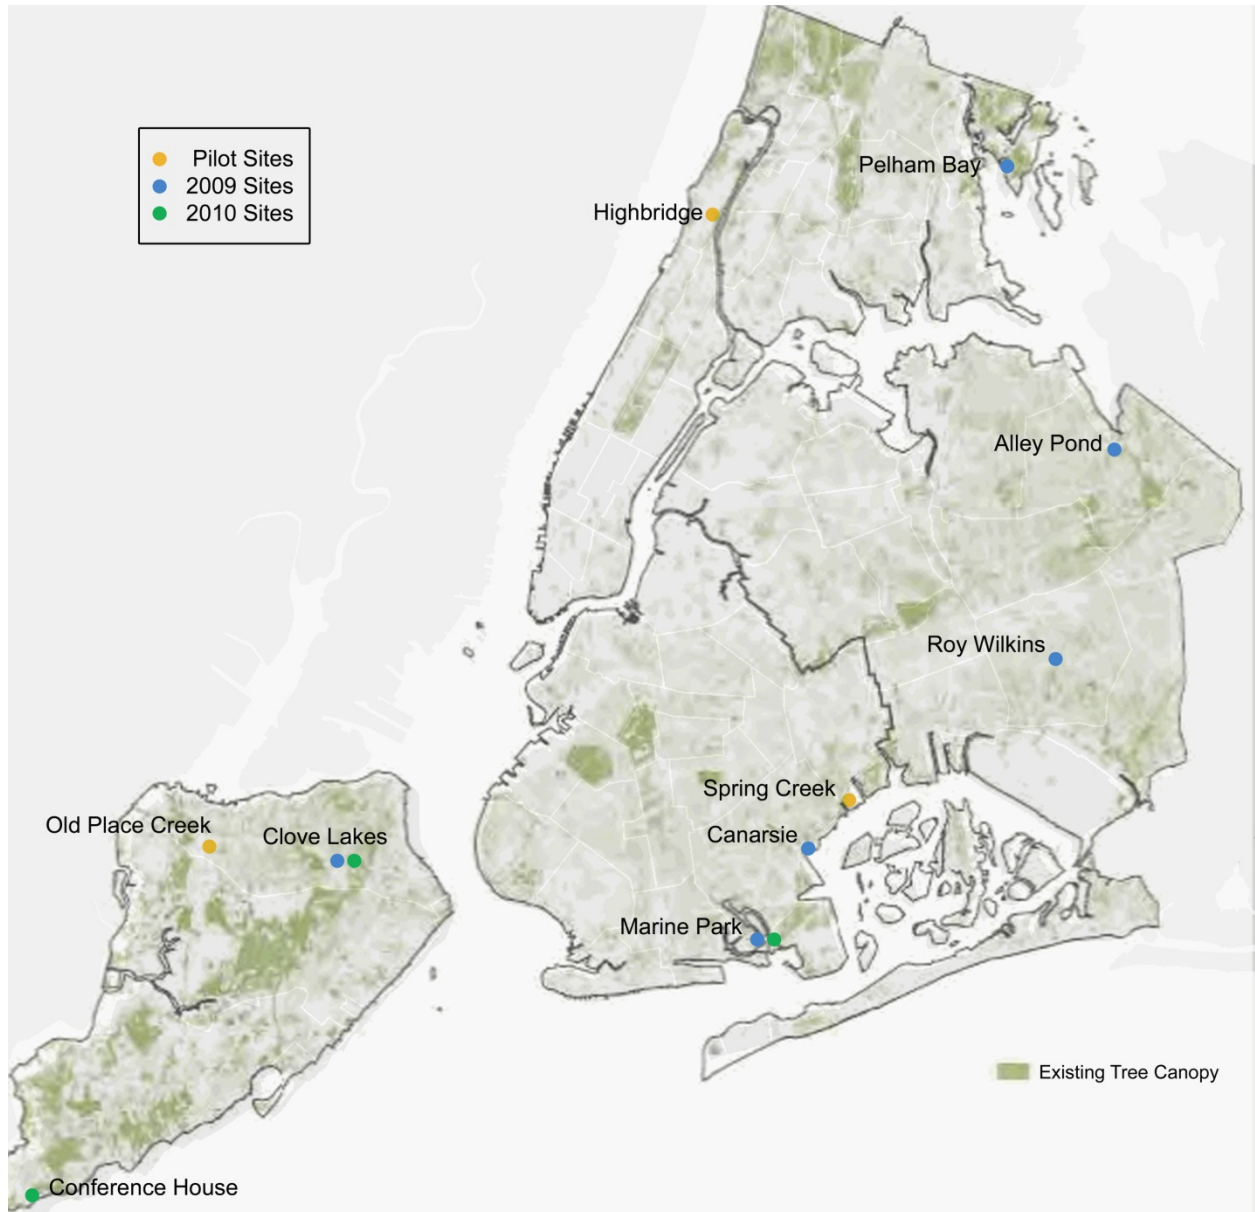 Pilot Sites
2009 Sites
2010 Sites
Pelham Bay
Highbridge
Alley Pond
Roy Wilkins
Spring Creek
Old Place Creek
Clove Lakes
Canarsie
Marine Park
Existing Tree Canopy
Conference House